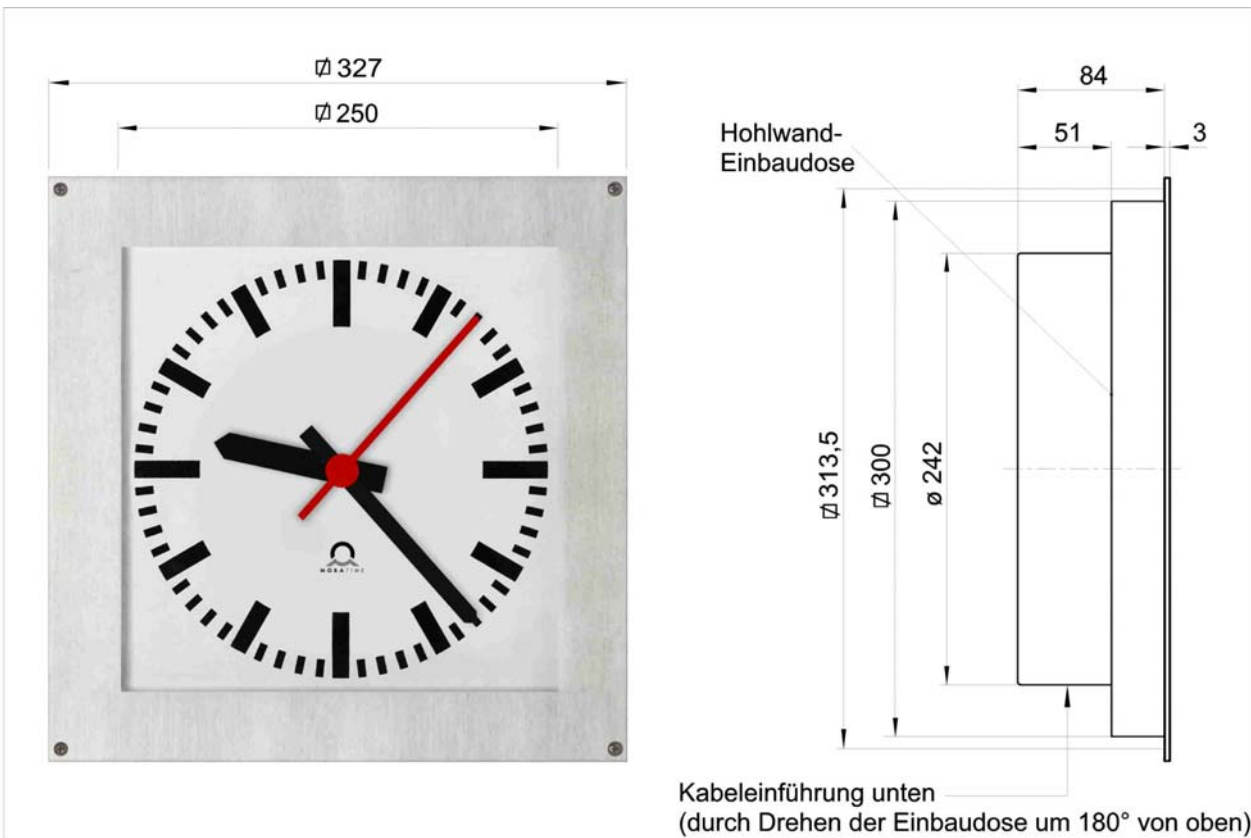 ⌀ 327
⌀ 250
MOBATIME
84
51
3
Hohlwand-
Einbaudose
313,5
300
ø 242
Kabeleinführung unten
(durch Drehen der Einbaudose um 180° von oben)